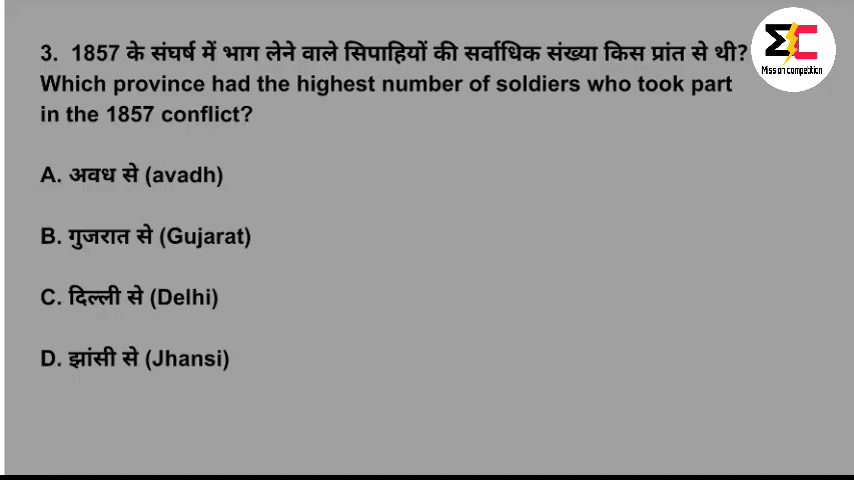 3. 1857 के संघर्ष में भाग लेने वाले सिपाहियों की सर्वाधिक संख्या किस प्रांत से थी?
Which province had the highest number of soldiers who took part
in the 1857 conflict?
A. अवध से (avadh)
B. गुजरात से (Gujarat)
C. दिल्ली से (Delhi)
D. झांसी से (Jhansi)
ΣC
Mission competition